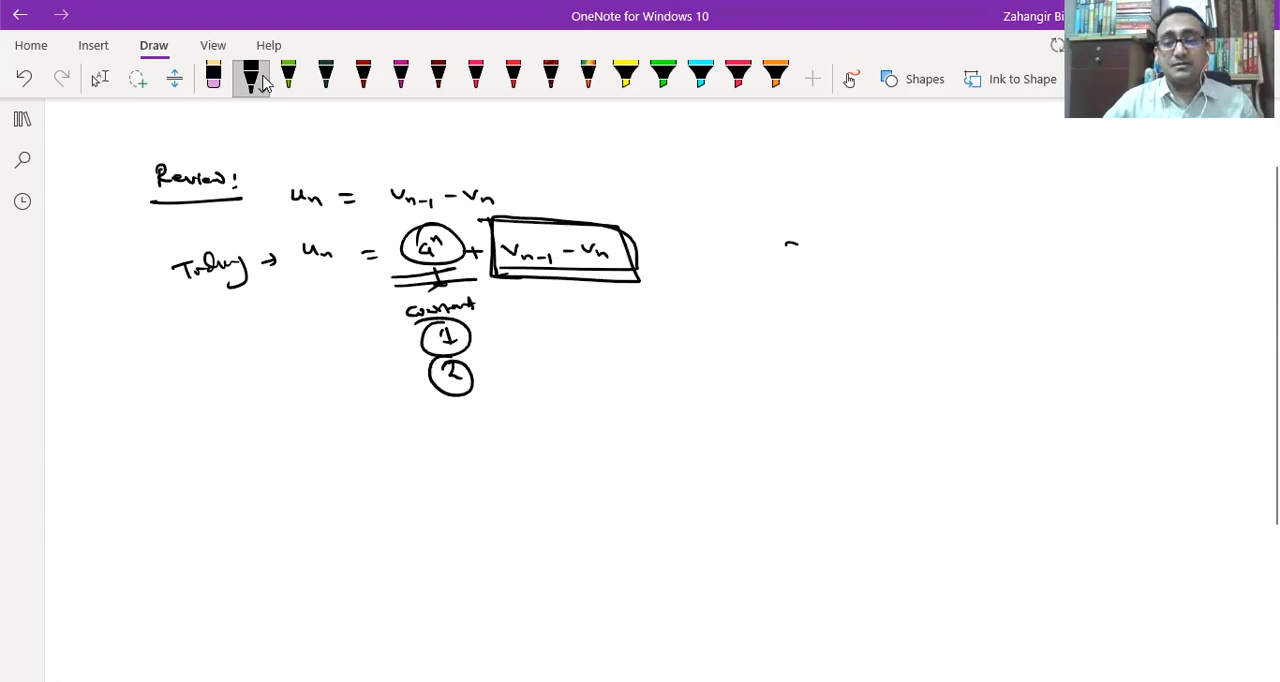 OneNote for Windows 10
Zahangir Bi
Home Insert Draw View Help
Shapes Ink to Shape
Review:
uₙ = vₙ₋₁ - vₙ
Today → uₙ = aⁿ + vₙ₋₁ - vₙ
constant
1
2